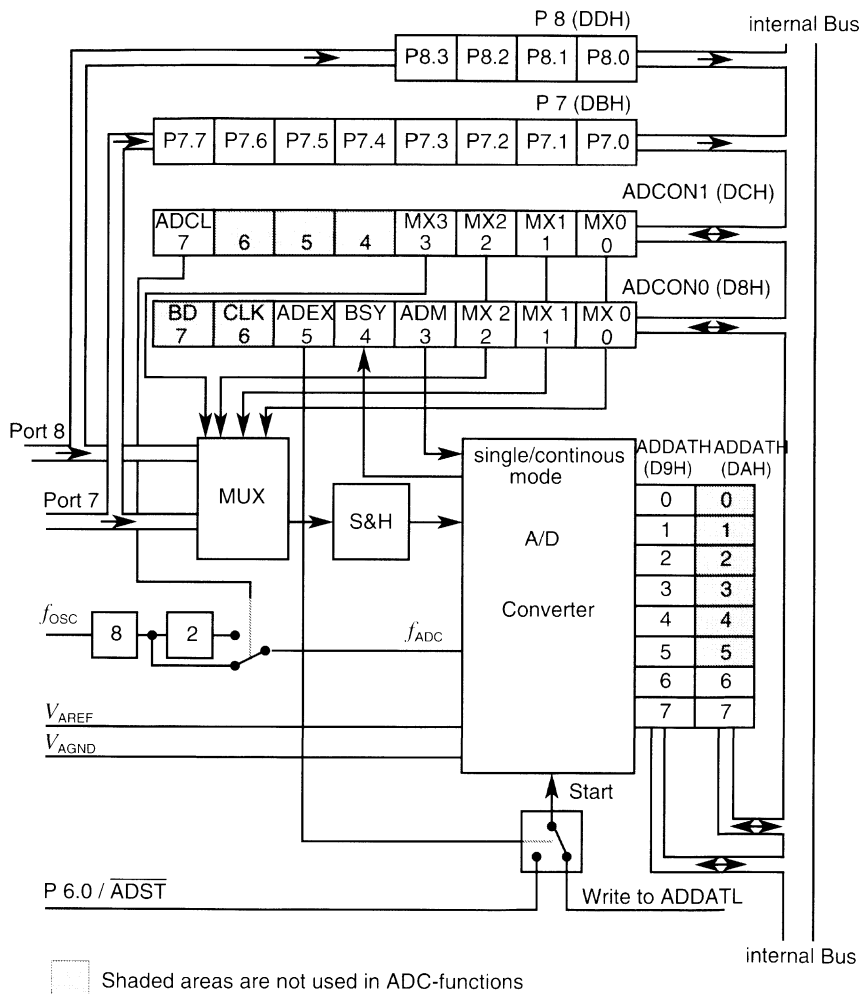 P 8 (DDH)
internal Bus
P8.3 P8.2 P8.1 P8.0
P 7 (DBH)
P7.7 P7.6 P7.5 P7.4 P7.3 P7.2 P7.1 P7.0
ADCON1 (DCH)
ADCL MX3 MX2 MX1 MX0
7 6 5 4 3 2 1 0
ADCON0 (D8H)
BD CLK ADEX BSY ADM MX 2 MX 1 MX 0
7 6 5 4 3 2 1 0
Port 8
Port 7
MUX
S&H
single/continous
mode
A/D
Converter
ADDATH ADDATH
(D9H) (DAH)
0 0
1 1
2 2
3 3
4 4
5 5
6 6
7 7
fOSC
8
2
fADC
VAREF
VAGND
Start
P 6.0 / ADST
Write to ADDATL
internal Bus
Shaded areas are not used in ADC-functions